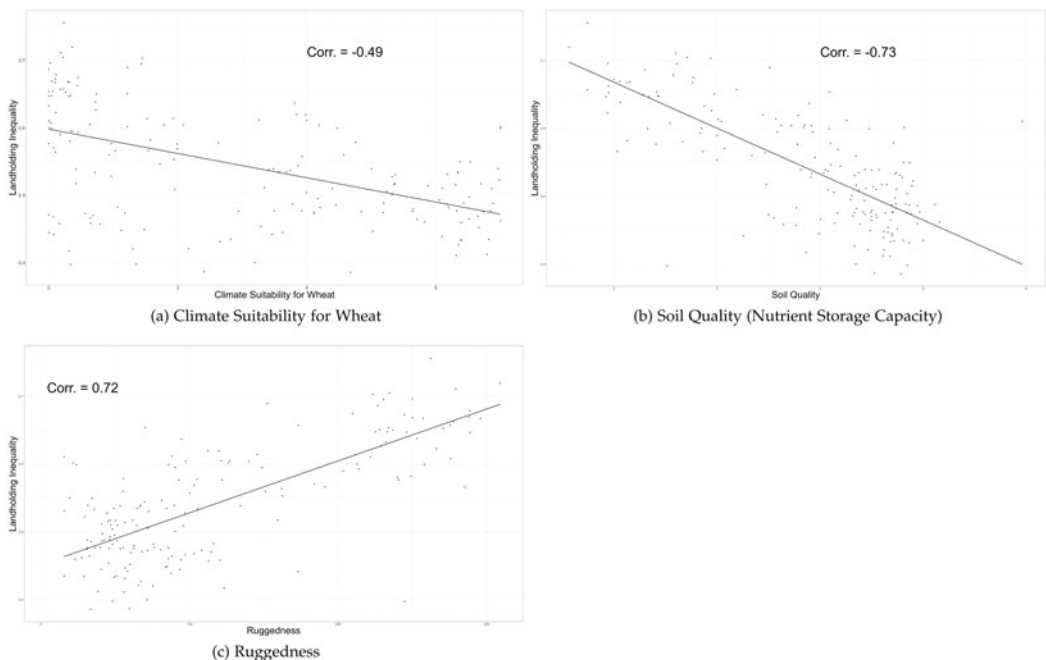 Corr. = -0.49
Landholding Inequality
Climate Suitability for Wheat
(a) Climate Suitability for Wheat
Corr. = -0.73
Landholding Inequality
Soil Quality
(b) Soil Quality (Nutrient Storage Capacity)
Corr. = 0.72
Landholding Inequality
Ruggedness
(c) Ruggedness